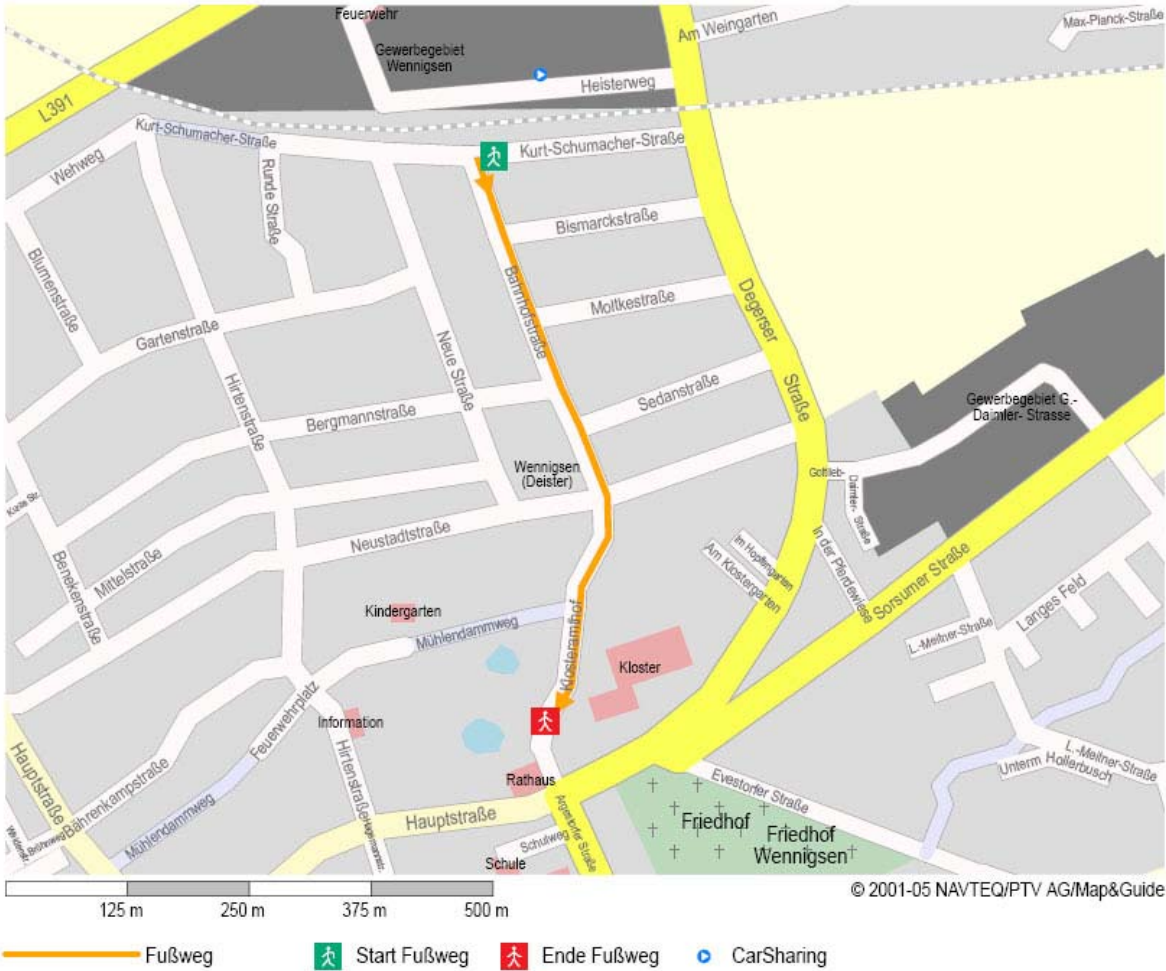 Feuerwehr
Gewerbegebiet
Wennigsen
Am Weingarten
Max-Planck-Straße
Heisterweg
L391
Kurt-Schumacher-Straße
Kurt-Schumacher-Straße
Wehweg
Runde Straße
Bismarckstraße
Blumenstraße
Bahnhofstraße
Moltkestraße
Degerser
Straße
Gartenstraße
Neue Straße
Hirtenstraße
Sedanstraße
Bergmannstraße
Gewerbegebiet G.-
Daimler- Strasse
Wennigsen
(Deister)
Gottlieb-
Daimler- Straße
Kurze Str.
Neustadtstraße
Mittelstraße
Benekenstraße
Im Hopfengarten
Am Klostergarten
In der Pferdewiese
Sorsumer Straße
Kindergarten
Mühlendammweg
Klosteramthof
Langes Feld
L.-Meitner-Straße
Kloster
Feuerwehrplatz
Information
Hirtenstraße
Hauptstraße
Rathaus
L.-Meitner-Straße
Unterm Hollerbusch
Evestorfer Straße
Bährenkampstraße
Mühlendammweg
Hauptstraße
Argestorfer Straße
Friedhof
Friedhof
Wennigsen
Schulweg
Schule
© 2001-05 NAVTEQ/PTV AG/Map&Guide
125 m
250 m
375 m
500 m
Fußweg
Start Fußweg
Ende Fußweg
CarSharing